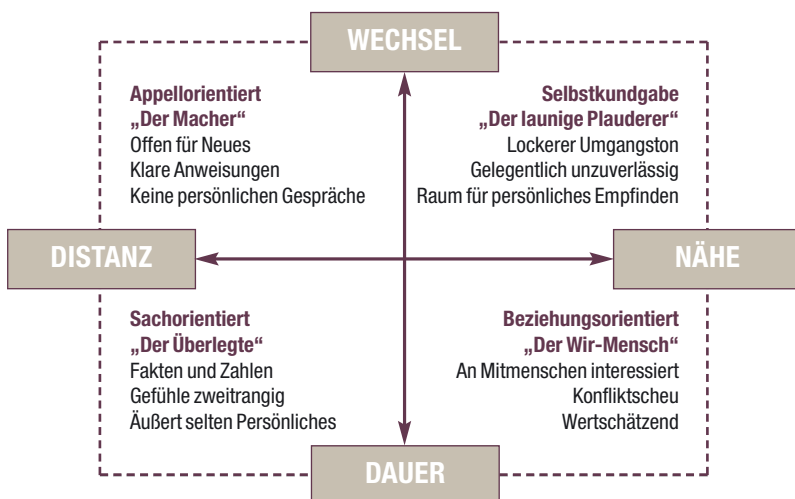 WECHSEL
Appellorientiert
„Der Macher“
Offen für Neues
Klare Anweisungen
Keine persönlichen Gespräche
Selbstkundgabe
„Der launige Plauderer“
Lockerer Umgangston
Gelegentlich unzuverlässig
Raum für persönliches Empfinden
DISTANZ
NÄHE
Sachorientiert
„Der Überlegte“
Fakten und Zahlen
Gefühle zweitrangig
Äußert selten Persönliches
Beziehungsorientiert
„Der Wir-Mensch“
An Mitmenschen interessiert
Konfliktscheu
Wertschätzend
DAUER